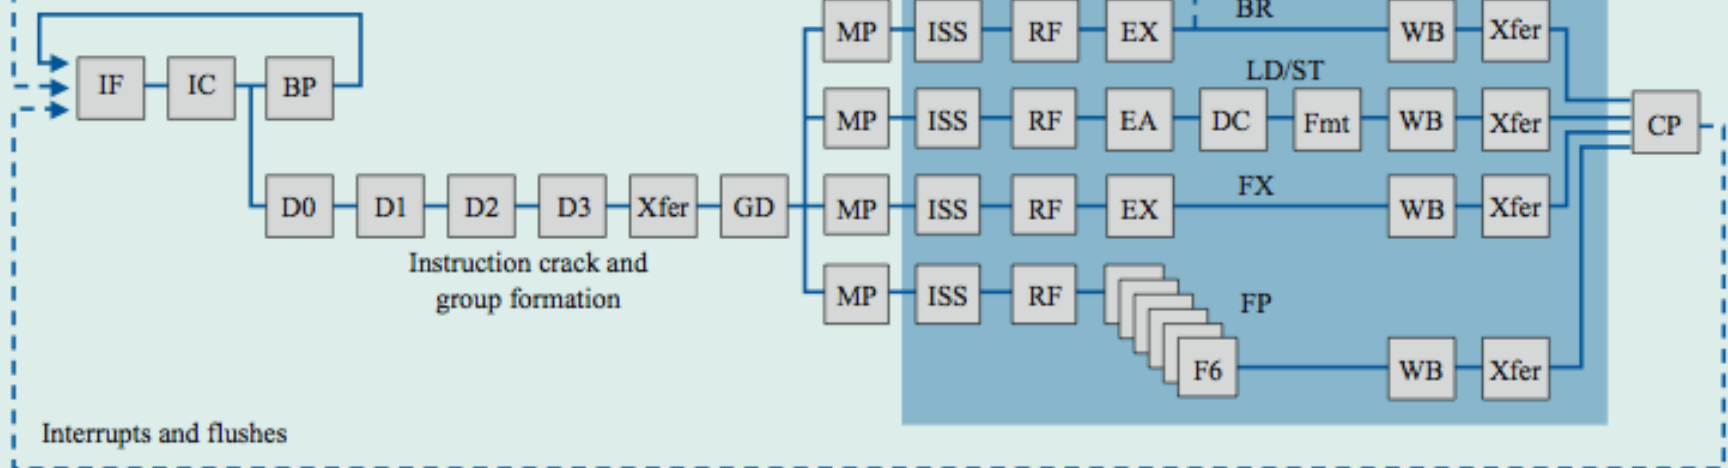 BR
MP ISS RF EX WB Xfer
IF IC BP
LD/ST
MP ISS RF EA DC Fmt WB Xfer
CP
FX
D0 D1 D2 D3 Xfer GD MP ISS RF EX WB Xfer
Instruction crack and
group formation
MP ISS RF FP
F6 WB Xfer
Interrupts and flushes